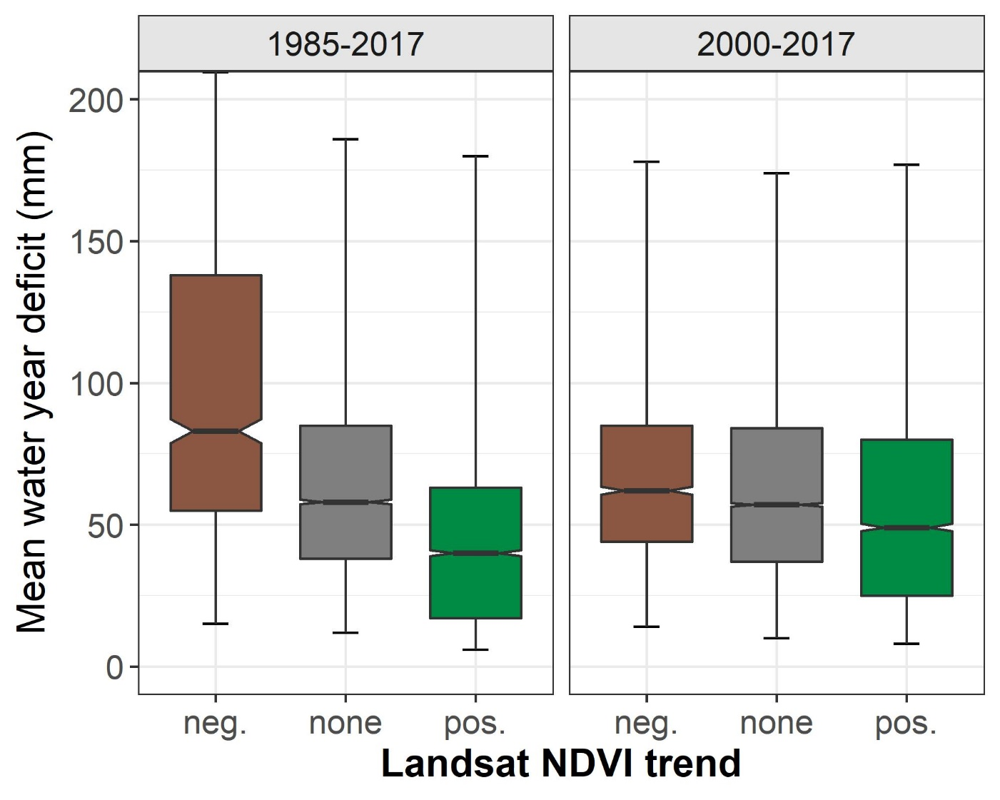 1985-2017
2000-2017
Mean water year deficit (mm)
200
150
100
50
0
neg.
none
pos.
neg.
none
pos.
Landsat NDVI trend